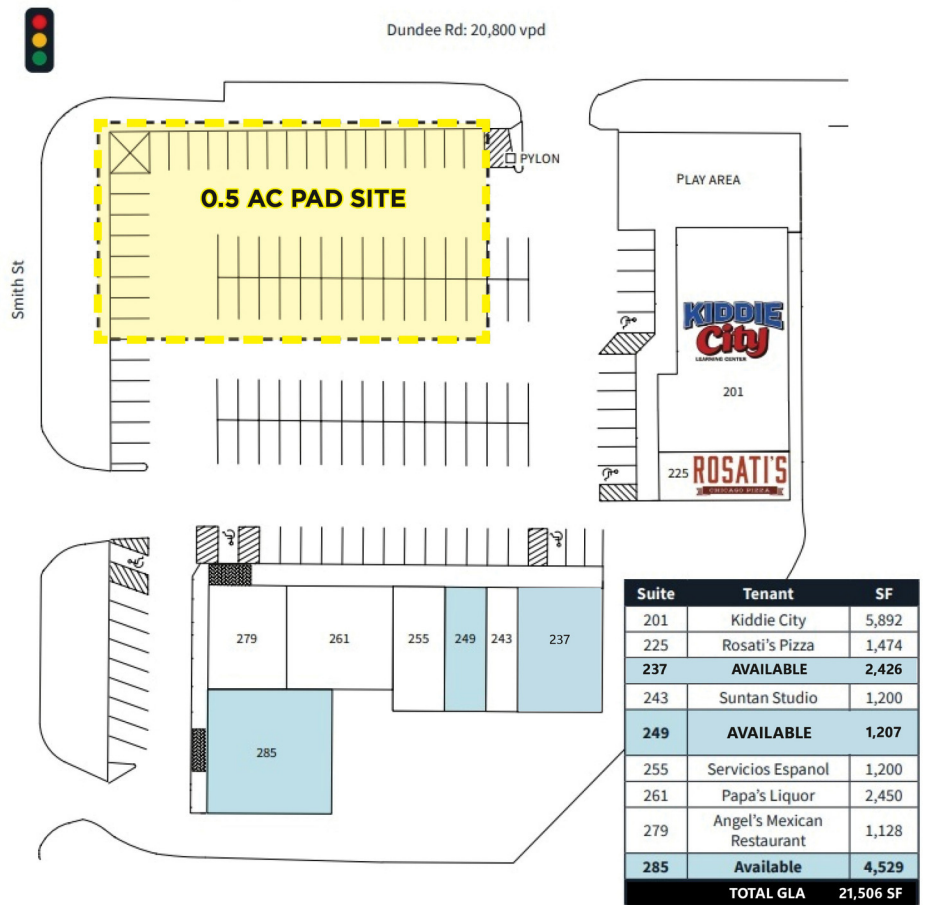 Dundee Rd: 20,800 vpd
PYLON
0.5 AC PAD SITE
PLAY AREA
Smith St
KIDDIE
City
LEARNING CENTER
201
225
ROSATI'S
CHICAGO PIZZA
279
261
255
249
243
237
285
Suite Tenant SF
201 Kiddie City 5,892
225 Rosati's Pizza 1,474
237 AVAILABLE 2,426
243 Suntan Studio 1,200
249 AVAILABLE 1,207
255 Servicios Espanol 1,200
261 Papa's Liquor 2,450
279 Angel's Mexican Restaurant 1,128
285 Available 4,529
TOTAL GLA 21,506 SF